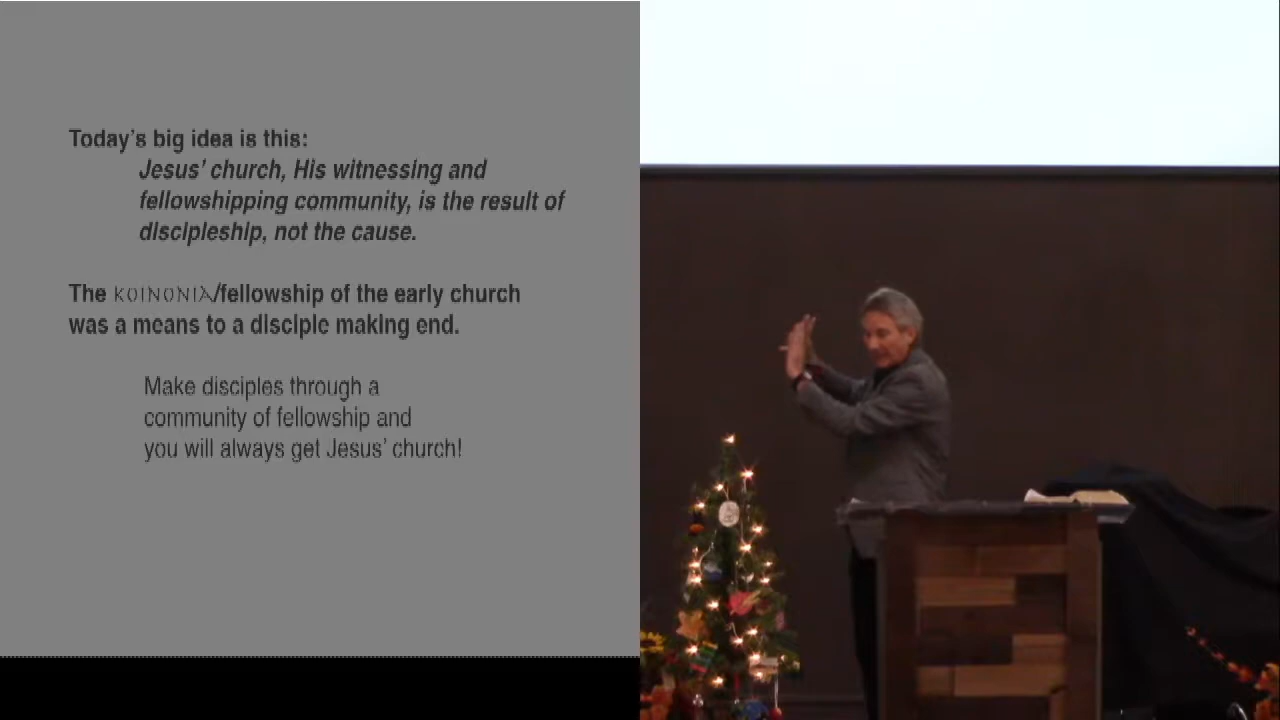 Today's big idea is this:
Jesus' church, His witnessing and
fellowshipping community, is the result of
discipleship, not the cause.
The KOINONIA/fellowship of the early church
was a means to a disciple making end.
Make disciples through a
community of fellowship and
you will always get Jesus' church!